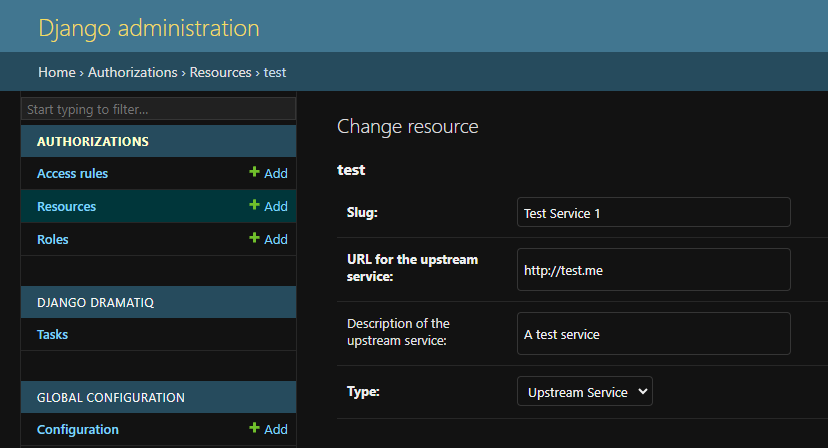 Django administration
Home › Authorizations › Resources › test
Start typing to filter...
AUTHORIZATIONS
Access rules + Add
Resources + Add
Roles + Add
DJANGO DRAMATIQ
Tasks
GLOBAL CONFIGURATION
Configuration + Add
Change resource
test
Slug: Test Service 1
URL for the upstream
service: http://test.me
Description of the
upstream service: A test service
Type: Upstream Service